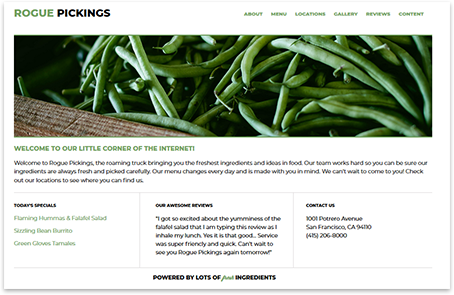 ROGUE PICKINGS
ABOUT MENU LOCATIONS GALLERY REVIEWS CONTENT
WELCOME TO OUR LITTLE CORNER OF THE INTERNET!
Welcome to Rogue Pickings, the roaming truck bringing you the freshest ingredients and ideas in food. Our team works hard so you can be sure our
ingredients are always fresh and picked carefully. Our menu changes every day and is made with you in mind. We can't wait to come to you! Check
out our locations to see where you can find us.
TODAY'S SPECIALS
Flaming Hummas & Falafel Salad
Sizzling Bean Burrito
Green Gloves Tamales
OUR AWESOME REVIEWS
"I got so excited about the yumminess of the
falafel salad that I am typing this review as I
inhale my lunch. Yes it is that good... Service
was super friendly and quick. Can't wait to
see you Rogue Pickings again tomorrow!"
CONTACT US
1001 Potrero Avenue
San Francisco, CA 94110
(415) 206-8000
POWERED BY LOTS OF fresh INGREDIENTS